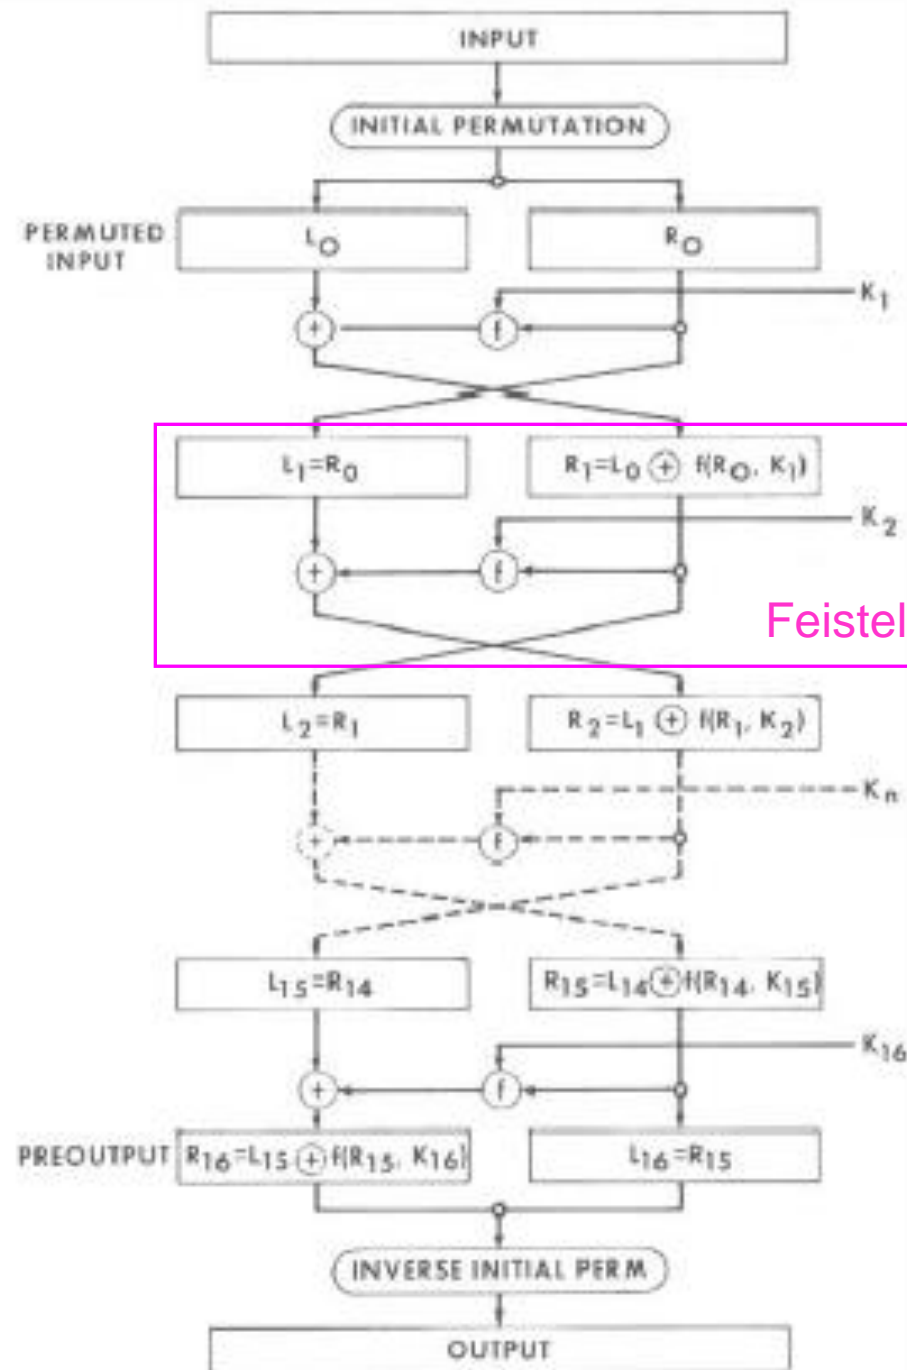 INPUT
INITIAL PERMUTATION
PERMUTED
INPUT
L0
R0
K1
+
f
L1=R0
R1=L0 ⊕ f(R0, K1)
K2
+
f
Feistel
L2=R1
R2=L1 ⊕ f(R1, K2)
Kn
+
f
L15=R14
R15=L14⊕f(R14, K15)
K16
+
f
PREOUTPUT
R16=L15⊕f(R15, K16)
L16=R15
INVERSE INITIAL PERM
OUTPUT